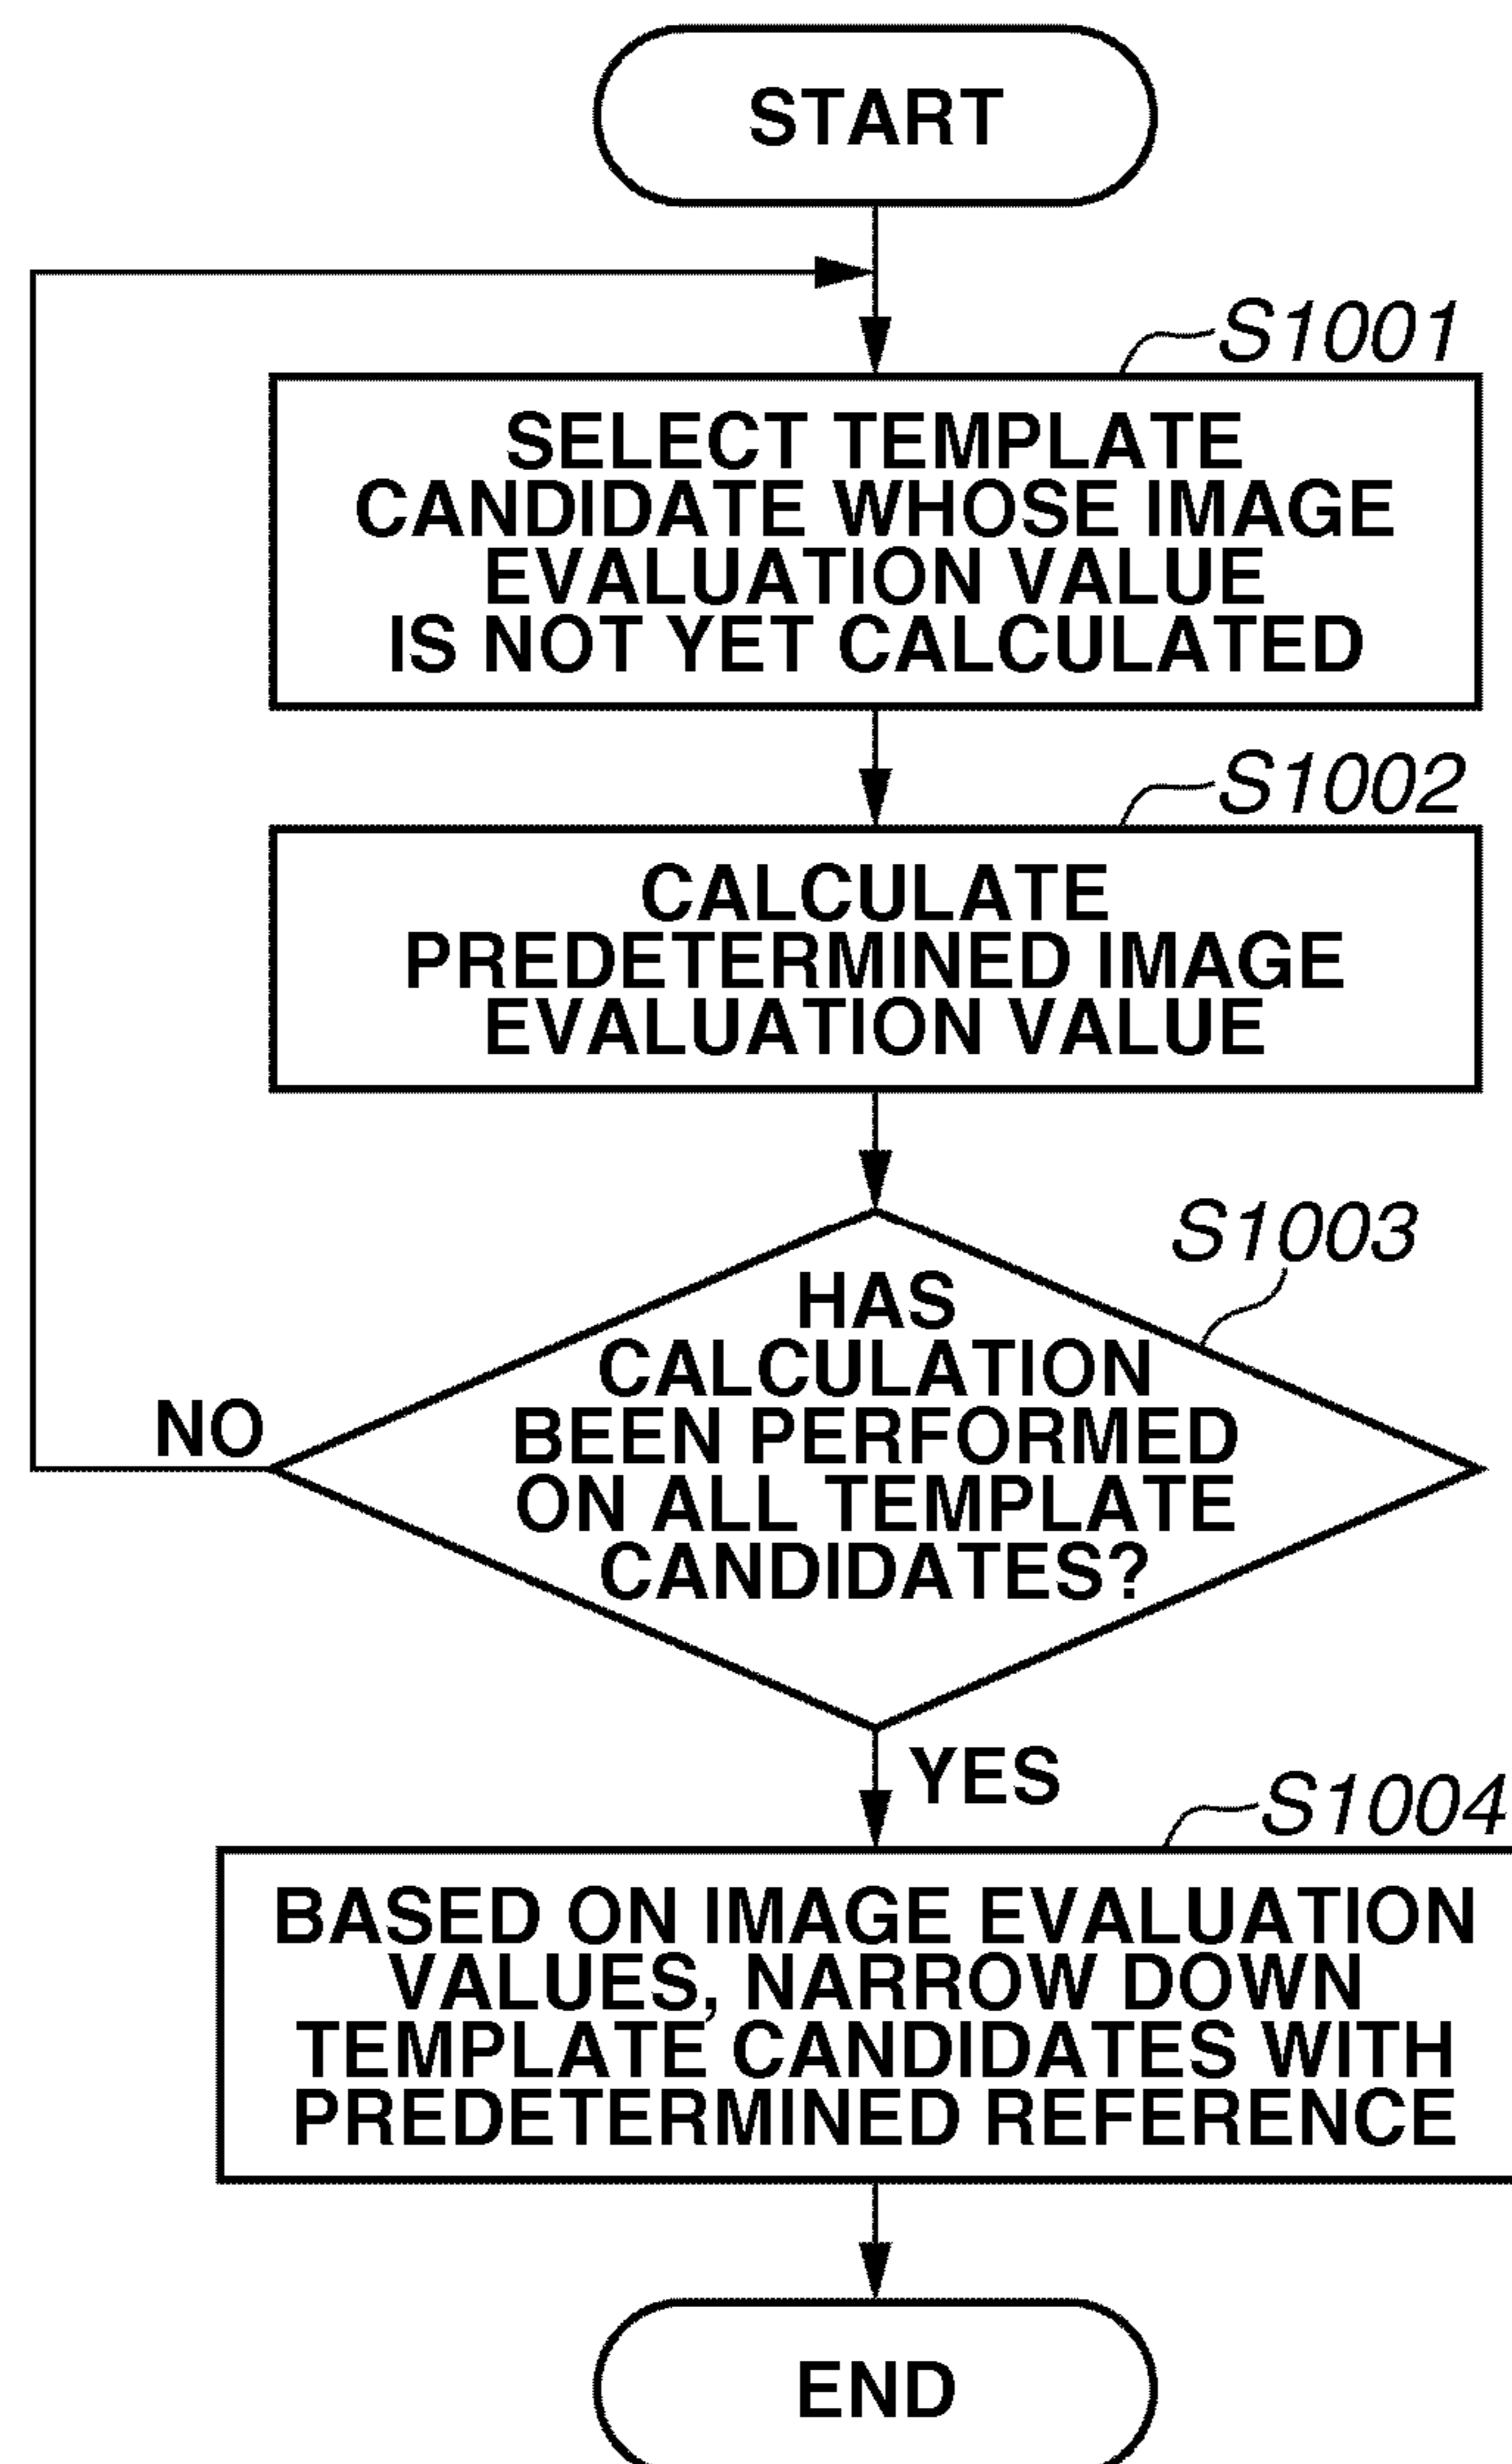 START
S1001
SELECT TEMPLATE
CANDIDATE WHOSE IMAGE
EVALUATION VALUE
IS NOT YET CALCULATED
S1002
CALCULATE
PREDETERMINED IMAGE
EVALUATION VALUE
S1003
HAS
CALCULATION
BEEN PERFORMED
ON ALL TEMPLATE
CANDIDATES?
NO
YES
S1004
BASED ON IMAGE EVALUATION
VALUES, NARROW DOWN
TEMPLATE CANDIDATES WITH
PREDETERMINED REFERENCE
END